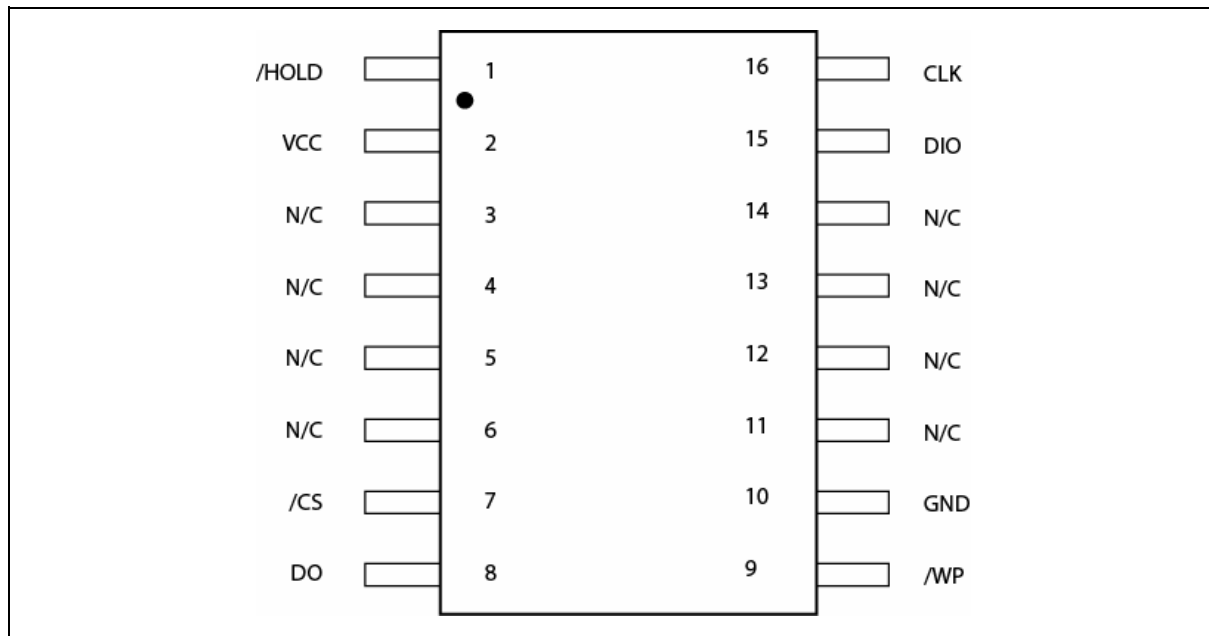 /HOLD 1 16 CLK
VCC 2 15 DIO
N/C 3 14 N/C
N/C 4 13 N/C
N/C 5 12 N/C
N/C 6 11 N/C
/CS 7 10 GND
DO 8 9 /WP